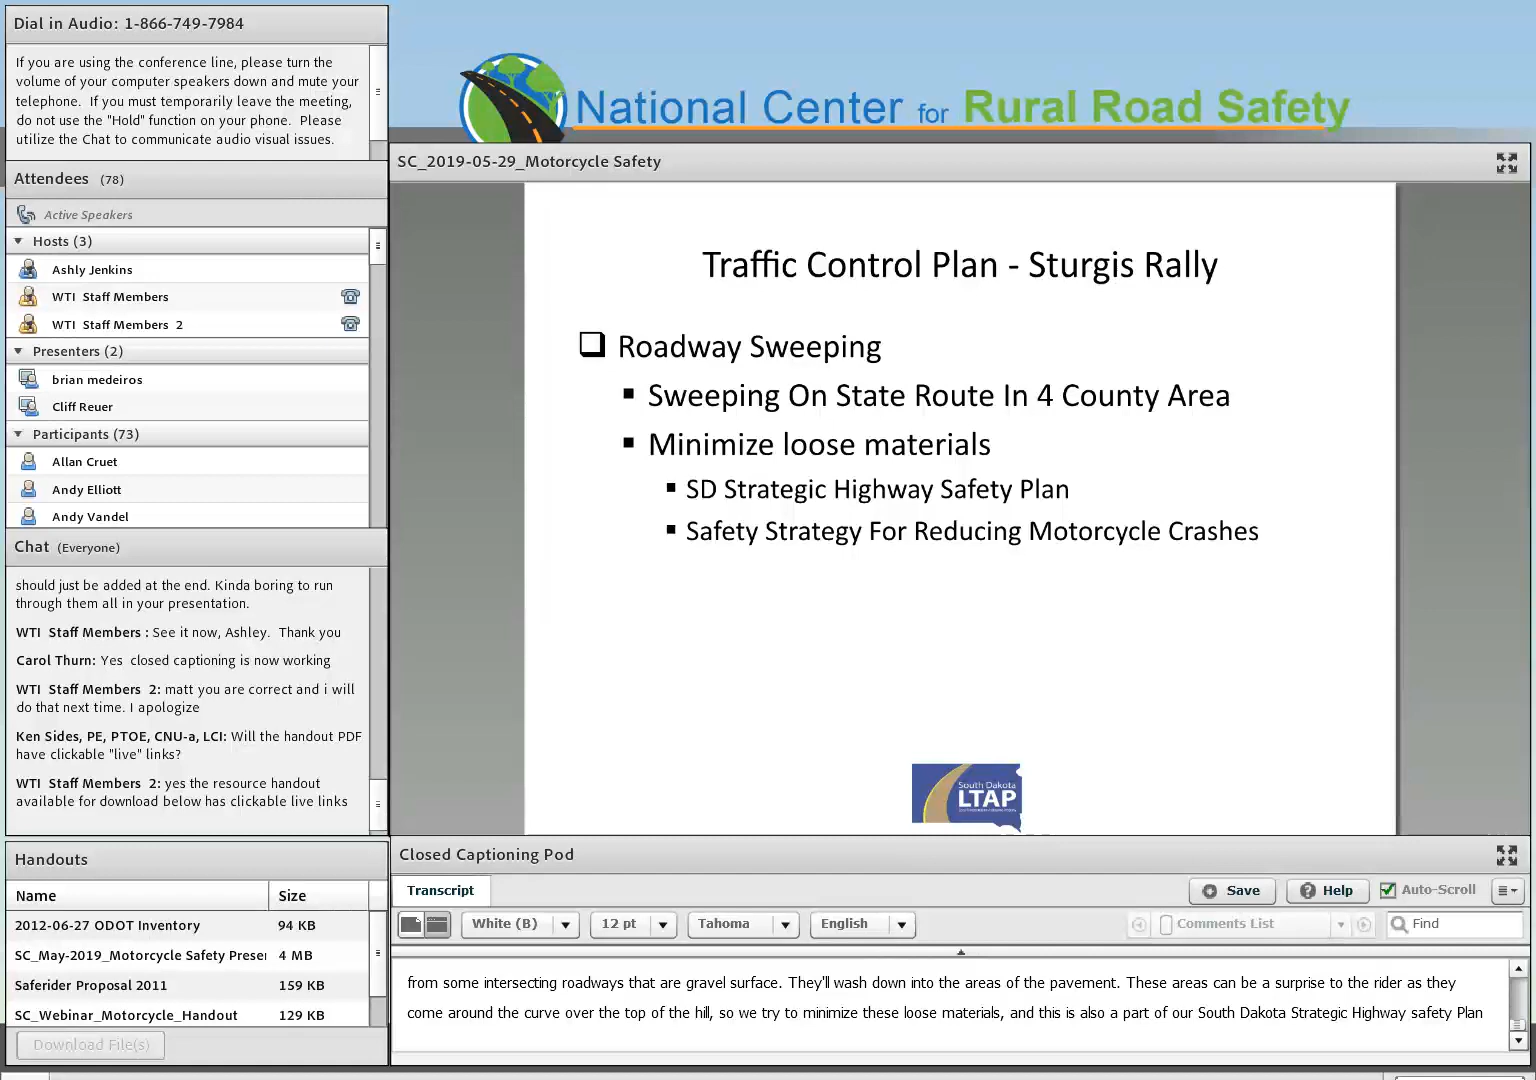 Dial in Audio: 1-866-749-7984
If you are using the conference line, please turn the
volume of your computer speakers down and mute your
telephone. If you must temporarily leave the meeting,
do not use the "Hold" function on your phone. Please
utilize the Chat to communicate audio visual issues.
Attendees (78)
Active Speakers
Hosts (3)
Ashly Jenkins
WTI Staff Members
WTI Staff Members 2
Presenters (2)
brian medeiros
Cliff Reuer
Participants (73)
Allan Cruet
Andy Elliott
Andy Vandel
Chat (Everyone)
should just be added at the end. Kinda boring to run
through them all in your presentation.
WTI Staff Members : See it now, Ashley. Thank you
Carol Thurn: Yes closed captioning is now working
WTI Staff Members 2: matt you are correct and i will
do that next time. I apologize
Ken Sides, PE, PTOE, CNU-a, LCI: Will the handout PDF
have clickable "live" links?
WTI Staff Members 2: yes the resource handout
available for download below has clickable live links
Handouts
Name Size
2012-06-27 ODOT Inventory 94 KB
SC_May-2019_Motorcycle Safety Preser 4 MB
Saferider Proposal 2011 159 KB
SC_Webinar_Motorcycle_Handout 129 KB
Download File(s)
National Center for Rural Road Safety
SC_2019-05-29_Motorcycle Safety
Traffic Control Plan - Sturgis Rally
Roadway Sweeping
Sweeping On State Route In 4 County Area
Minimize loose materials
SD Strategic Highway Safety Plan
Safety Strategy For Reducing Motorcycle Crashes
South Dakota
LTAP
Closed Captioning Pod
Transcript Save Help Auto-Scroll
White (B) 12 pt Tahoma English Comments List Find
from some intersecting roadways that are gravel surface. They'll wash down into the areas of the pavement. These areas can be a surprise to the rider as they
come around the curve over the top of the hill, so we try to minimize these loose materials, and this is also a part of our South Dakota Strategic Highway safety Plan